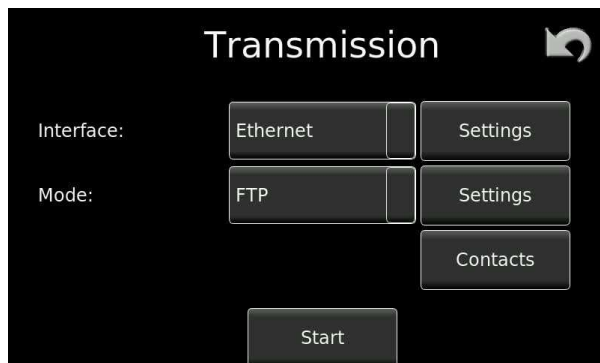 Transmission
Interface: Ethernet Settings
Mode: FTP Settings
Contacts
Start